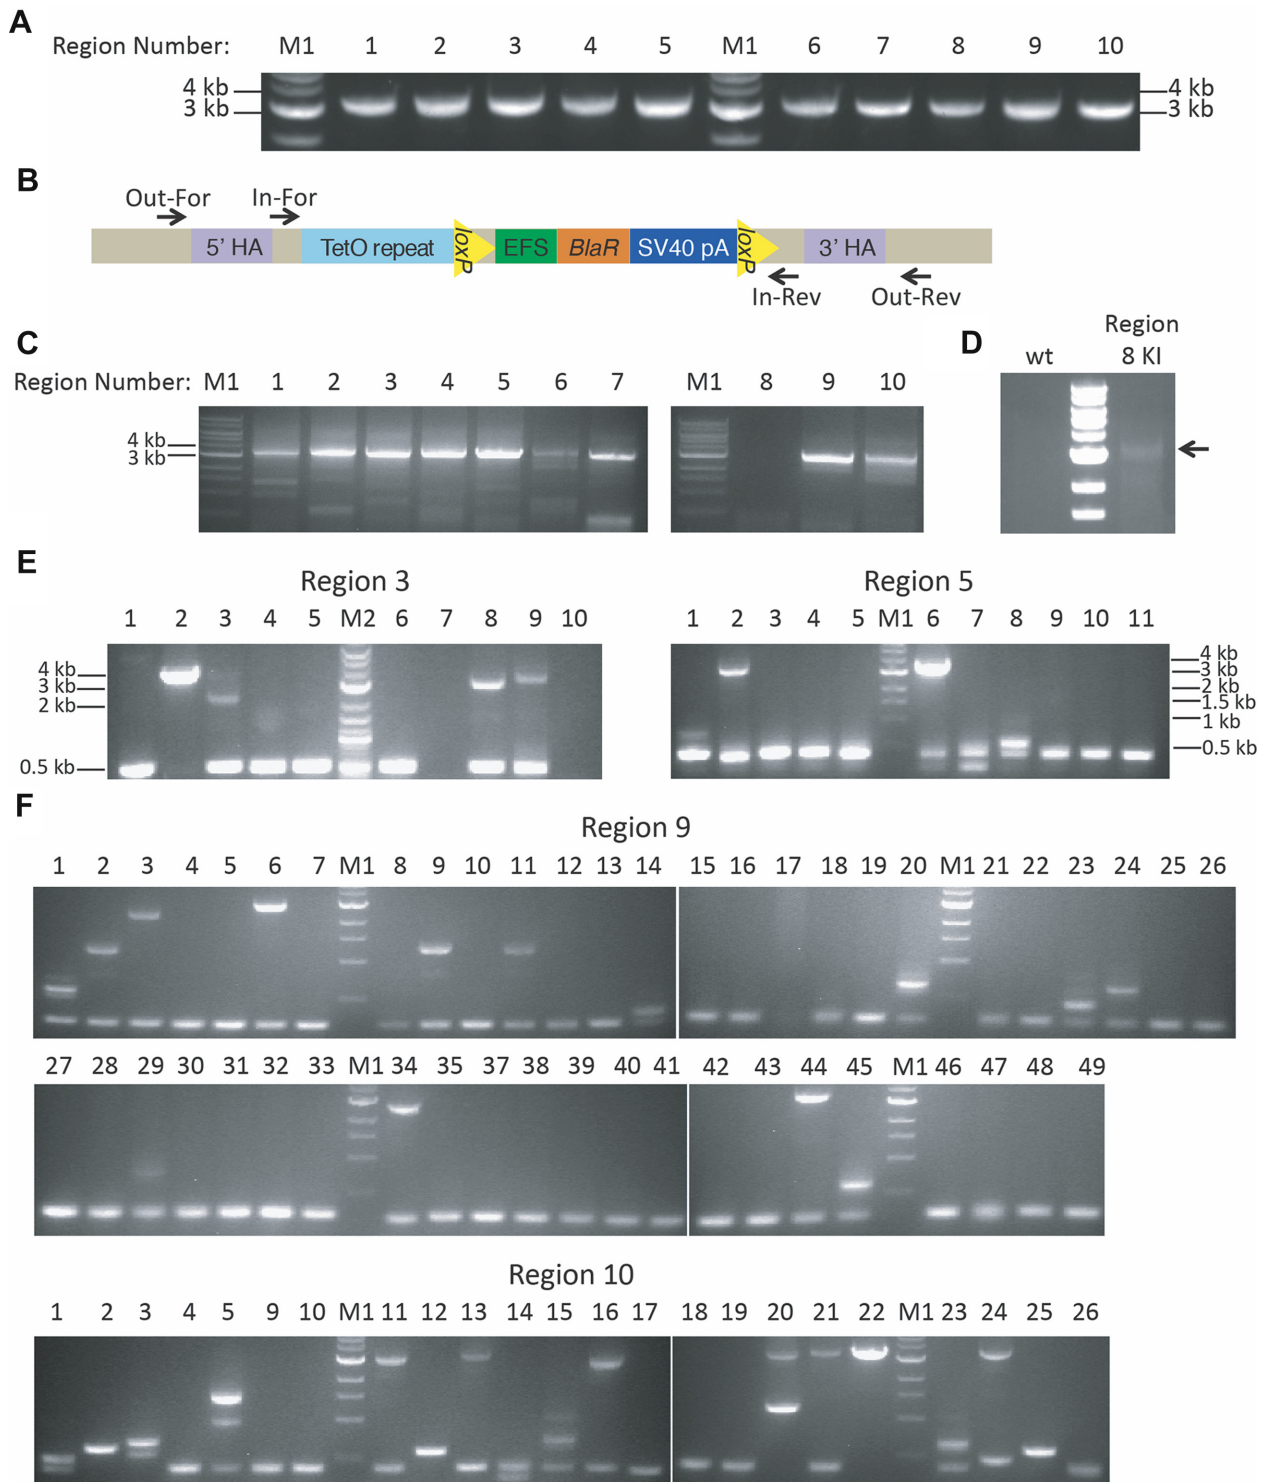 A
Region Number: M1 1 2 3 4 5 M1 6 7 8 9 10
4 kb 4 kb
3 kb 3 kb
B
Out-For In-For
5’ HA TetO repeat loxP EFS BlaR SV40 pA loxP 3’ HA
In-Rev Out-Rev
C
Region Number: M1 1 2 3 4 5 6 7 M1 8 9 10
4 kb
3 kb
D
Region
wt 8 KI
E
Region 3
1 2 3 4 5 M2 6 7 8 9 10
4 kb
3 kb
2 kb
0.5 kb
Region 5
1 2 3 4 5 M1 6 7 8 9 10 11
4 kb
3 kb
2 kb
1.5 kb
1 kb
0.5 kb
F
Region 9
1 2 3 4 5 6 7 M1 8 9 10 11 12 13 14 15 16 17 18 19 20 M1 21 22 23 24 25 26
27 28 29 30 31 32 33 M1 34 35 37 38 39 40 41 42 43 44 45 M1 46 47 48 49
Region 10
1 2 3 4 5 9 10 M1 11 12 13 14 15 16 17 18 19 20 21 22 M1 23 24 25 26